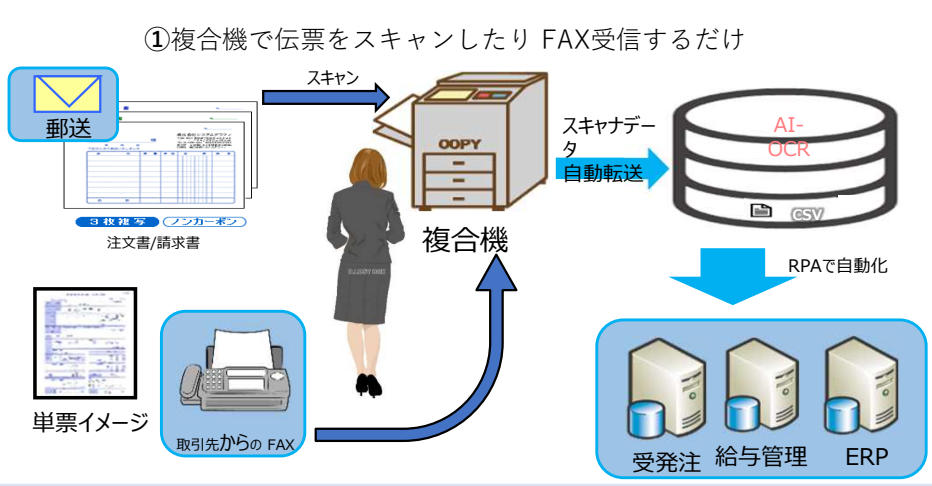 ①複合機で伝票をスキャンしたり FAX受信するだけ
郵送
スキャン
3枚複写
ノンカーボン
注文書/請求書
COPY
複合機
スキャナデー
タ
自動転送
AI-
OCR
CSV
RPAで自動化
単票イメージ
取引先からの FAX
受発注
給与管理
ERP